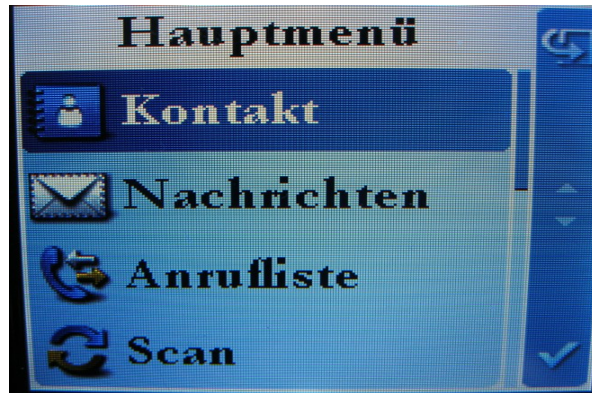 Hauptmenü
Kontakt
Nachrichten
Anrufliste
Scan